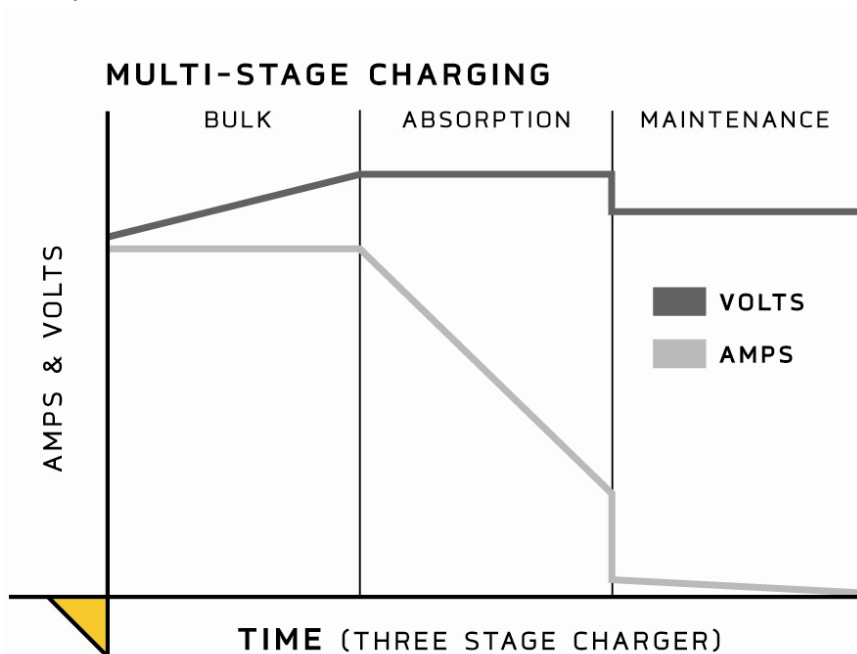 MULTI-STAGE CHARGING
BULK ABSORPTION MAINTENANCE
AMPS & VOLTS
VOLTS
AMPS
TIME (THREE STAGE CHARGER)